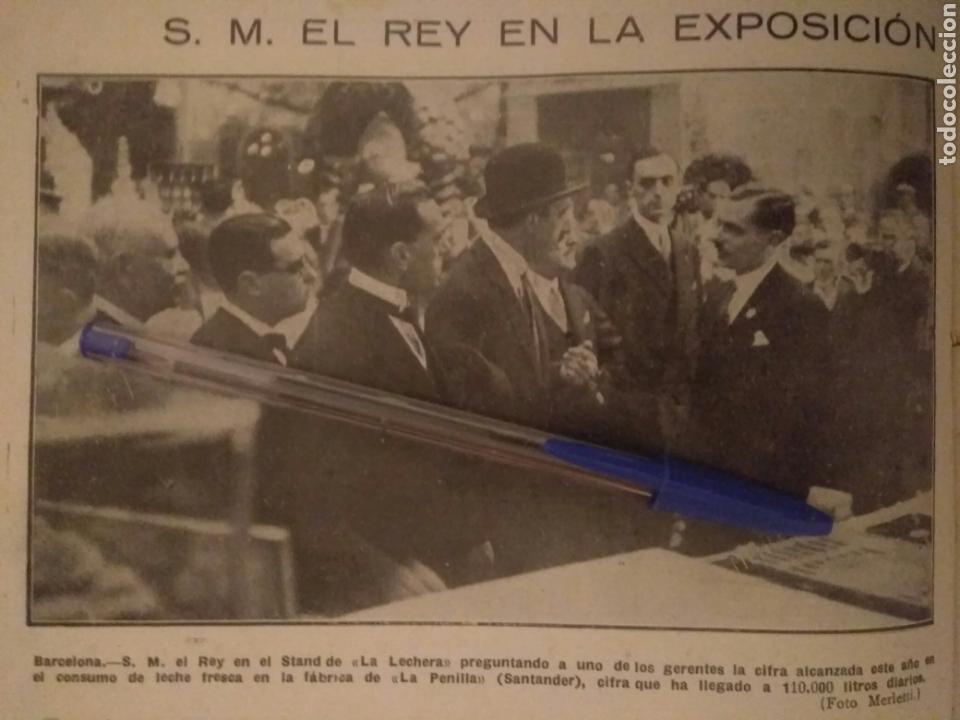 S. M. EL REY EN LA EXPOSICIÓN
todocoleccion
Barcelona.—S. M. el Rey en el Stand de «La Lechera» preguntando a uno de los gerentes la cifra alcanzada este año en
el consumo de leche fresca en la fábrica de «La Penilla» (Santander), cifra que ha llegado a 110.000 litros diarios.
(Foto Merletti.)